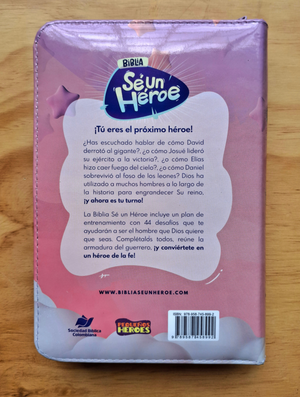 BIBLIA
Sé un
Héroe
¡Tú eres el próximo héroe!
¿Has escuchado hablar de cómo David
derrotó al gigante?, ¿o cómo Josué lideró
su ejército a la victoria?, ¿o cómo Elías
hizo caer fuego del cielo?, ¿o cómo Daniel
sobrevivió al foso de los leones? Dios ha
utilizado a muchos hombres a lo largo de
la historia para engrandecer Su reino,
¡y ahora es tu turno!
La Biblia Sé un Héroe incluye un plan de
entrenamiento con 44 desafíos que te
ayudarán a ser el hombre que Dios quiere
que seas. Complétalos todos, reúne la
armadura del guerrero, ¡y conviértete en
un héroe de la fe!
WWW.BIBLIASEUNHEROE.COM
Sociedad Bíblica
Colombiana
PEQUEÑOS
HEROES